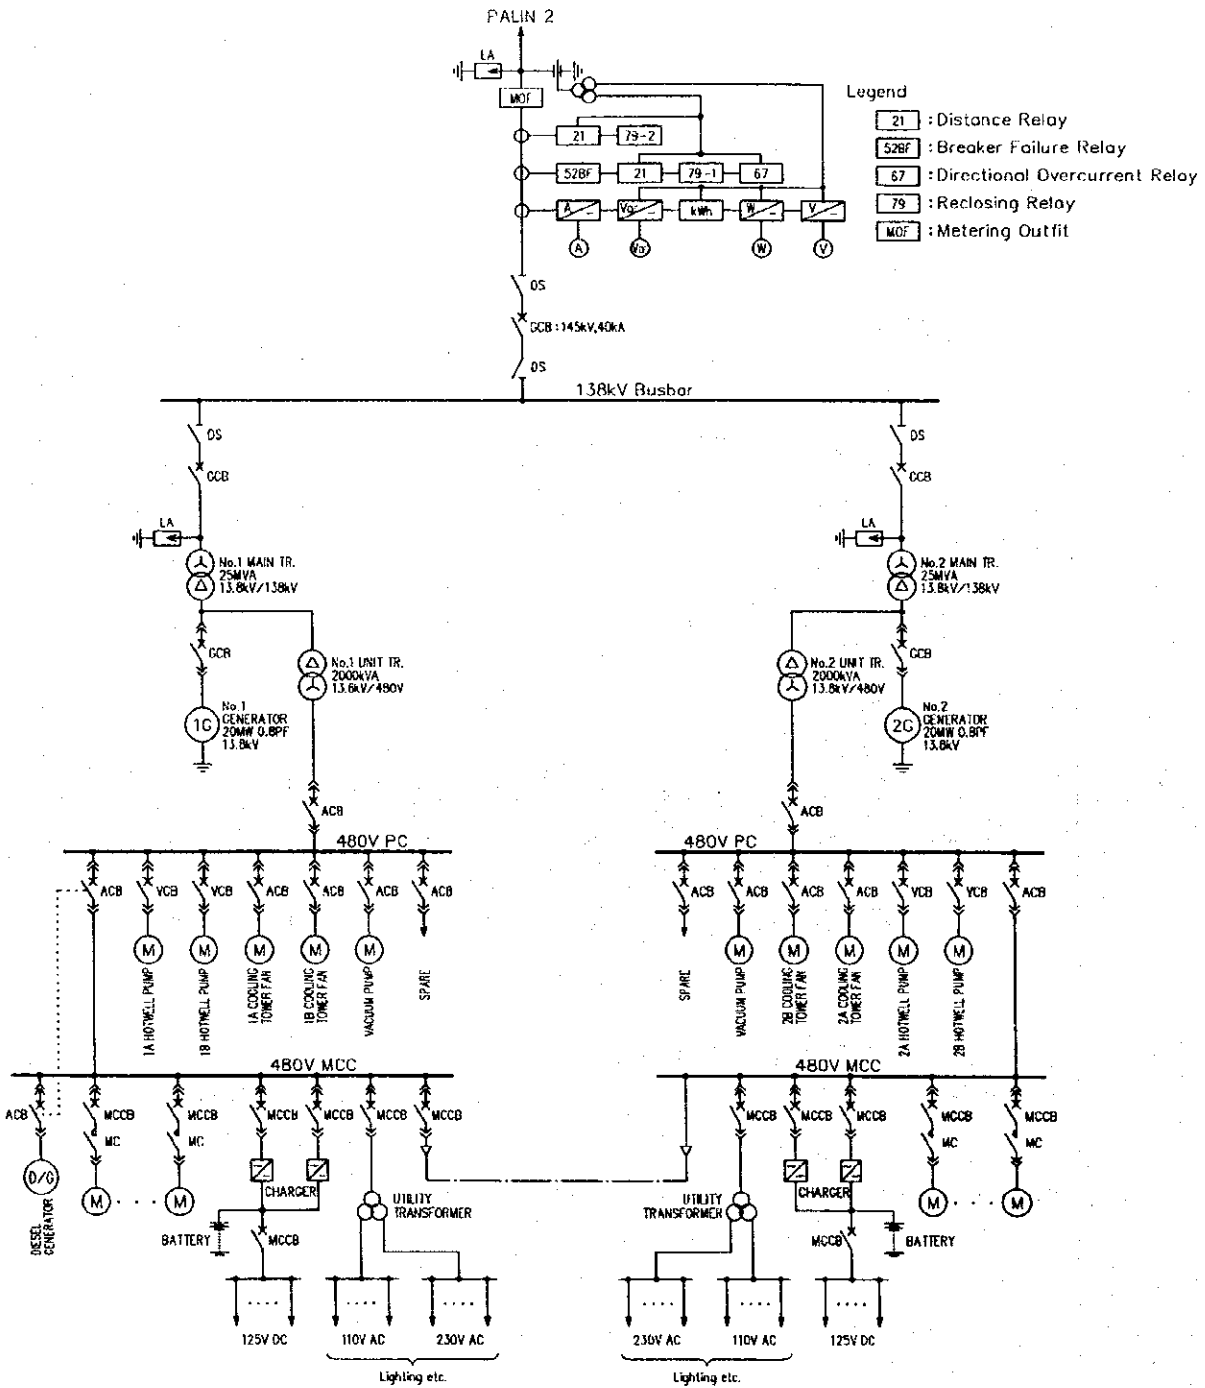 PALIN 2
LA
MOF
21
79-2
52BF
21
79-1
67
A
Var
kWh
W
V
A
Var
W
V
Legend
21 : Distance Relay
52BF : Breaker Failure Relay
67 : Directional Overcurrent Relay
79 : Reclosing Relay
MOF : Metering Outfit
DS
GCB : 145kV,40kA
DS
138kV Busbar
DS
GCB
LA
No.1 MAIN TR.
25MVA
13.8kV/138kV
GCB
No.1 UNIT TR.
2000kVA
13.8kV/480V
1G
No.1
GENERATOR
20MW 0.8PF
13.8kV
ACB
DS
GCB
LA
No.2 MAIN TR.
25MVA
13.8kV/138kV
No.2 UNIT TR.
2000kVA
13.8kV/480V
GCB
2G
No.2
GENERATOR
20MW 0.8PF
13.8kV
ACB
480V PC
ACB
VCB
VCB
ACB
ACB
ACB
ACB
M
M
M
M
M
1A HOTWELL PUMP
1B HOTWELL PUMP
1A COOLING
TOWER FAN
1B COOLING
TOWER FAN
VACUUM PUMP
SPARE
480V PC
ACB
VCB
ACB
ACB
VCB
VCB
ACB
M
M
M
M
M
SPARE
VACUUM PUMP
2B COOLING
TOWER FAN
2A COOLING
TOWER FAN
2A HOTWELL PUMP
2B HOTWELL PUMP
480V MCC
ACB
MCCB
MCCB
MCCB
MCCB
MCCB
MCCB
MC
MC
D/G
DIESEL
GENERATOR
M
M
CHARGER
BATTERY
MCCB
UTILITY
TRANSFORMER
125V DC
110V AC
230V AC
Lighting etc.
480V MCC
MCCB
MCCB
MCCB
MCCB
MCCB
MC
MC
UTILITY
TRANSFORMER
CHARGER
M
M
MCCB
BATTERY
230V AC
110V AC
125V DC
Lighting etc.